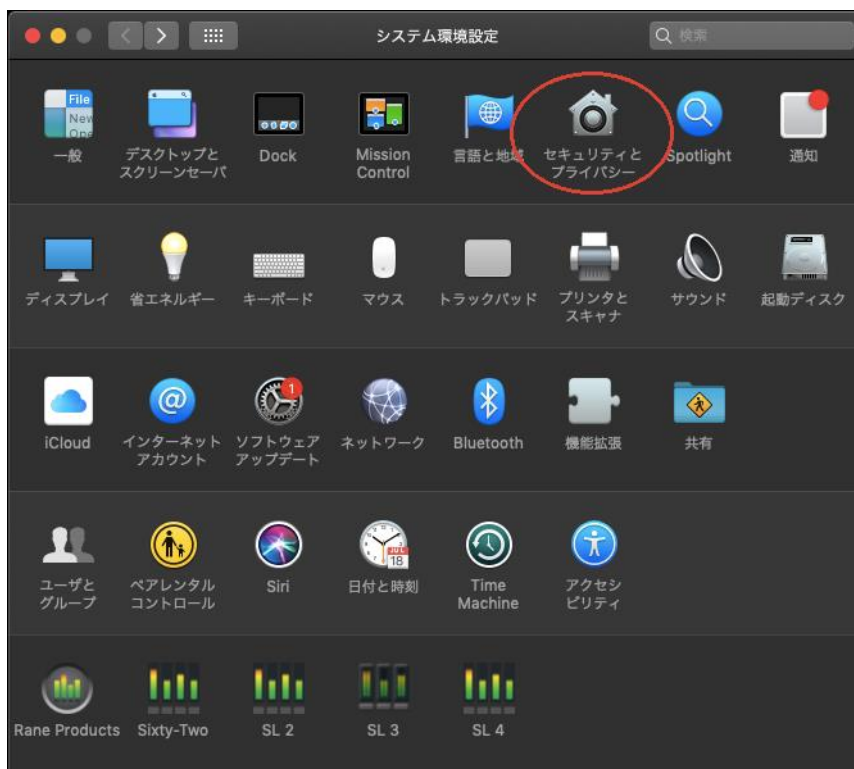 システム環境設定
検索
File
New
Ope
一般
デスクトップと
スクリーンセーバ
Dock
Mission
Control
言語と地域
セキュリティと
プライバシー
Spotlight
通知
ディスプレイ
省エネルギー
キーボード
マウス
トラックパッド
プリンタと
スキャナ
サウンド
起動ディスク
iCloud
@
インターネット
アカウント
1
ソフトウェア
アップデート
ネットワーク
Bluetooth
機能拡張
共有
ユーザと
グループ
ペアレンタル
コントロール
Siri
JUL
18
日付と時刻
Time
Machine
アクセシ
ビリティ
Rane Products
Sixty-Two
SL 2
SL 3
SL 4